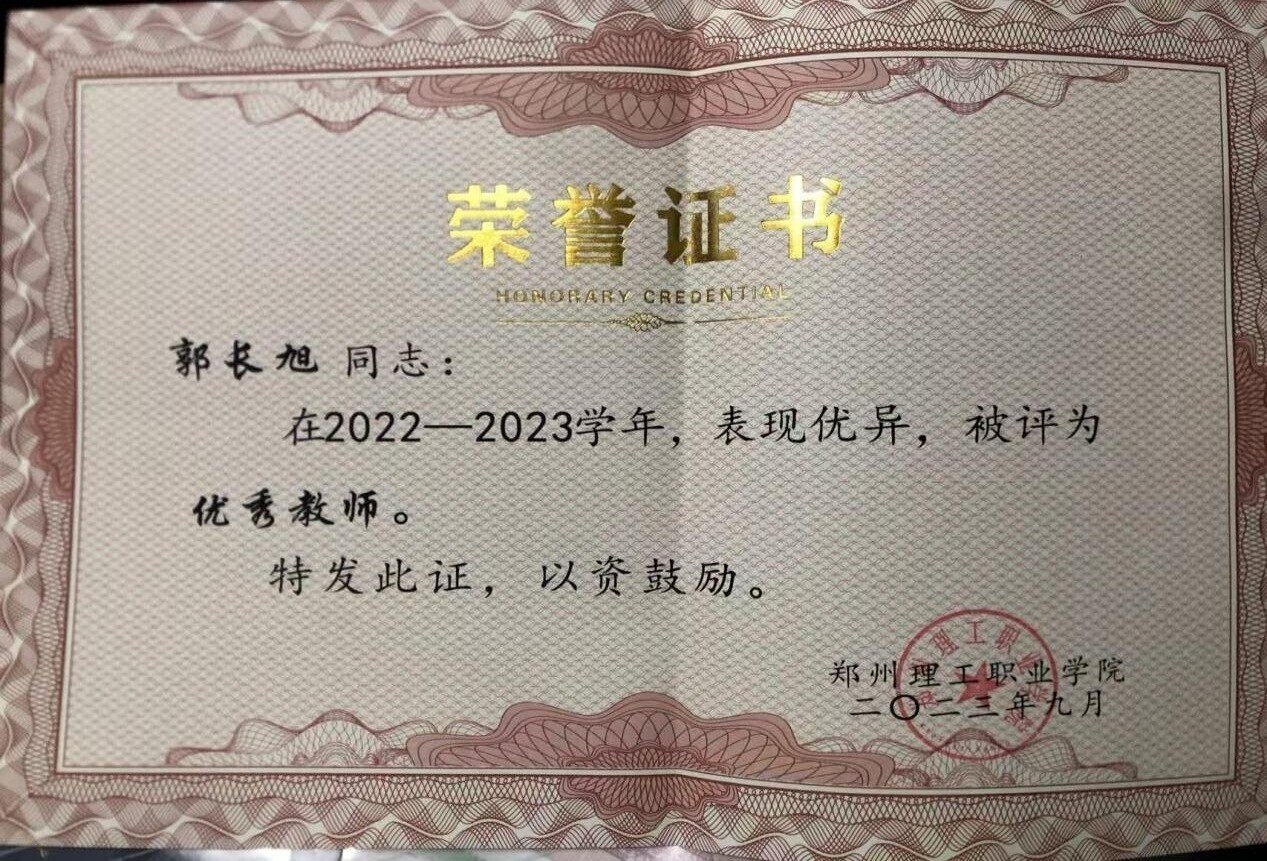 荣誉证书
HONORARY CREDENTIAL
郭长旭 同志：
在2022—2023学年，表现优异，被评为
优秀教师。
特发此证，以资鼓励。
郑州理工职业学院
二〇二三年九月